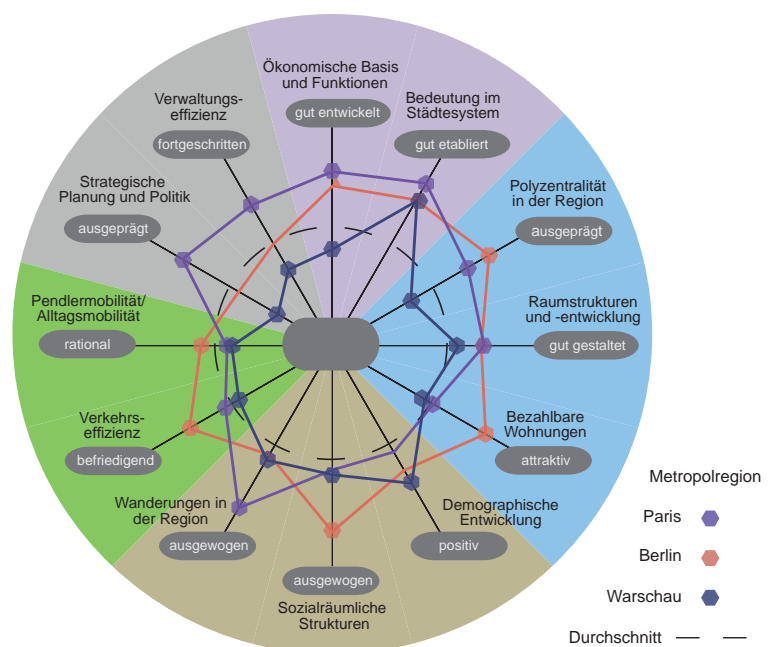 Ökonomische Basis
und Funktionen
gut entwickelt
Bedeutung im
Städtesystem
gut etabliert
Polyzentralität
in der Region
ausgeprägt
Raumstrukturen
und -entwicklung
gut gestaltet
Bezahlbare
Wohnungen
attraktiv
Demographische
Entwicklung
positiv
ausgewogen
Sozialräumliche
Strukturen
Wanderungen in
der Region
ausgewogen
Verkehrs-
effizienz
befriedigend
Pendlermobilität/
Alltagsmobilität
rational
Strategische
Planung und Politik
ausgeprägt
Verwaltungs-
effizienz
fortgeschritten
Metropolregion
Paris
Berlin
Warschau
Durchschnitt